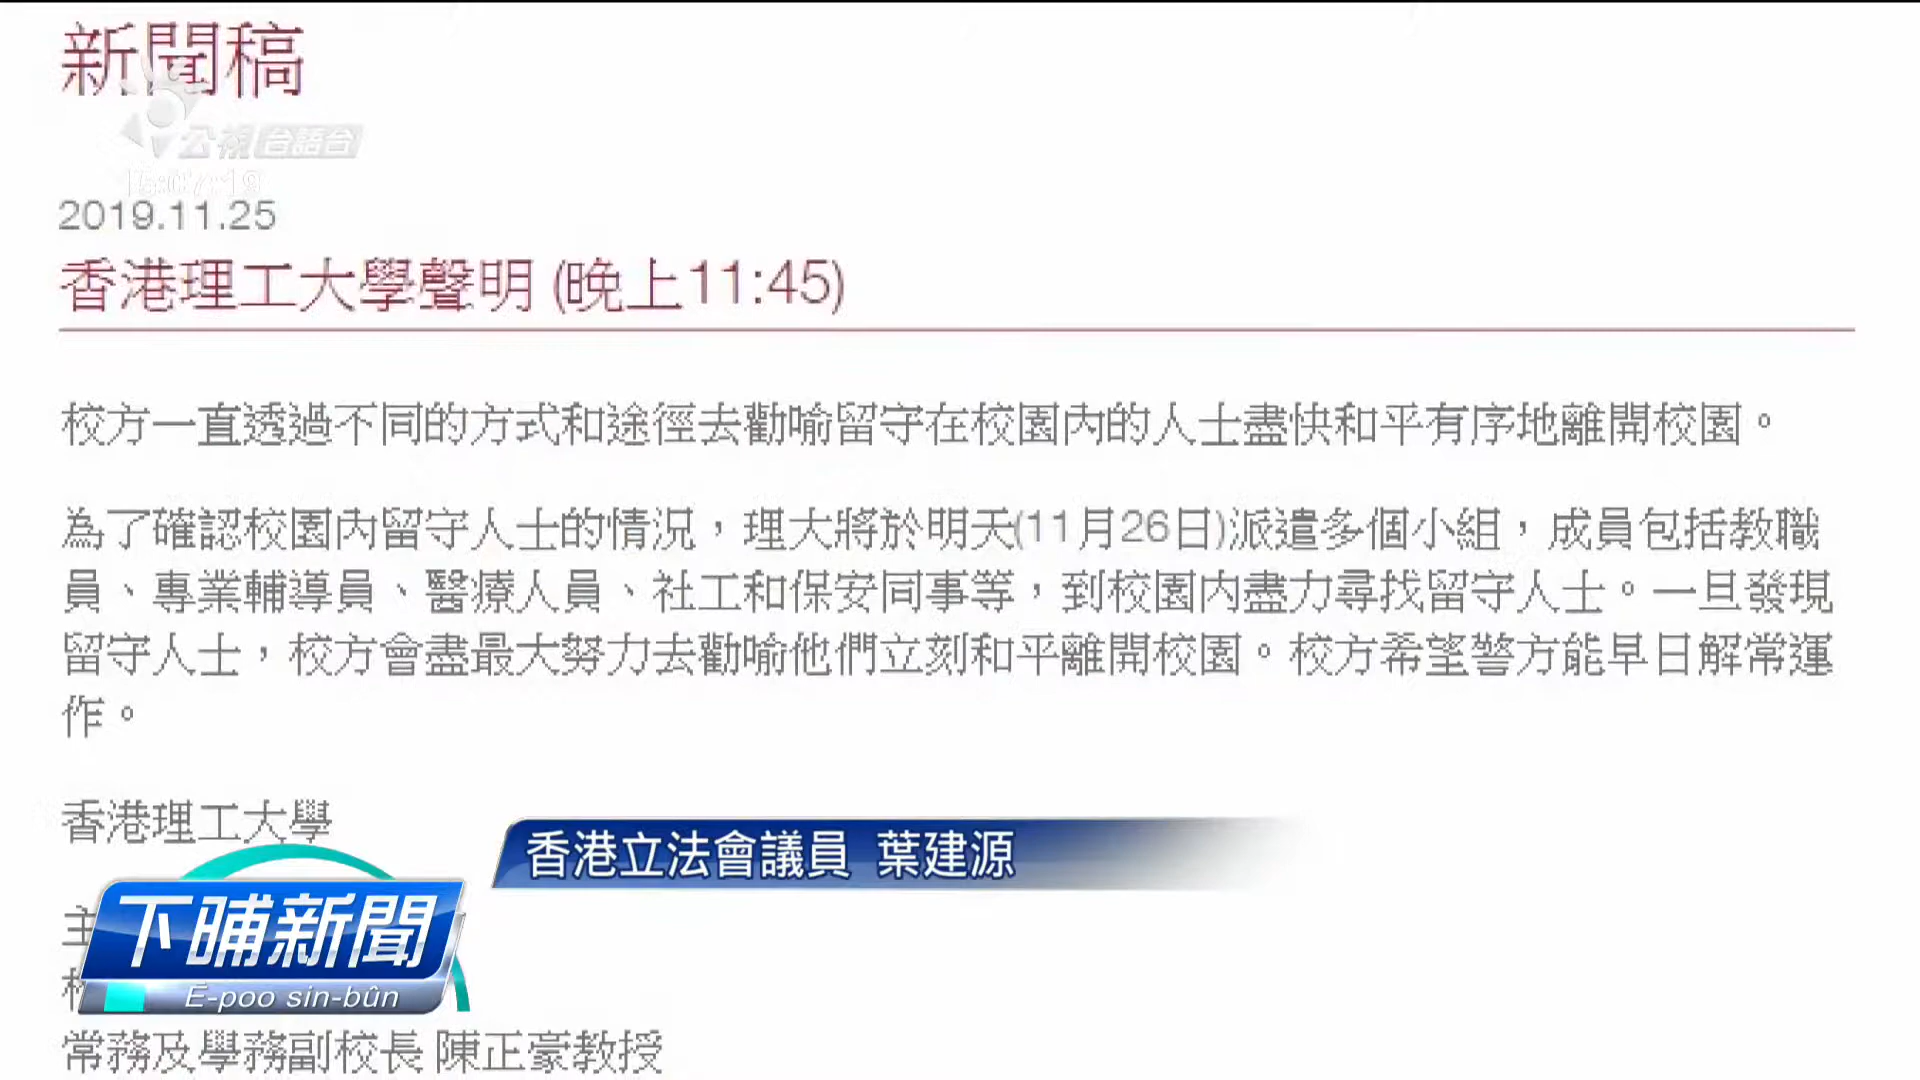 新聞稿
公視 台語台
15:07:19
2019.11.25
香港理工大學聲明 (晚上11:45)
校方一直透過不同的方式和途徑去勸喻留守在校園內的人士盡快和平有序地離開校園。
為了確認校園內留守人士的情況，理大將於明天(11月26日)派遣多個小組，成員包括教職
員、專業輔導員、醫療人員、社工和保安同事等，到校園內盡力尋找留守人士。一旦發現
留守人士，校方會盡最大努力去勸喻他們立刻和平離開校園。校方希望警方能早日解常運
作。
香港理工大學
香港立法會議員 葉建源
下晡新聞
Ē-poo sin-bûn
常務及學務副校長 陳正豪教授